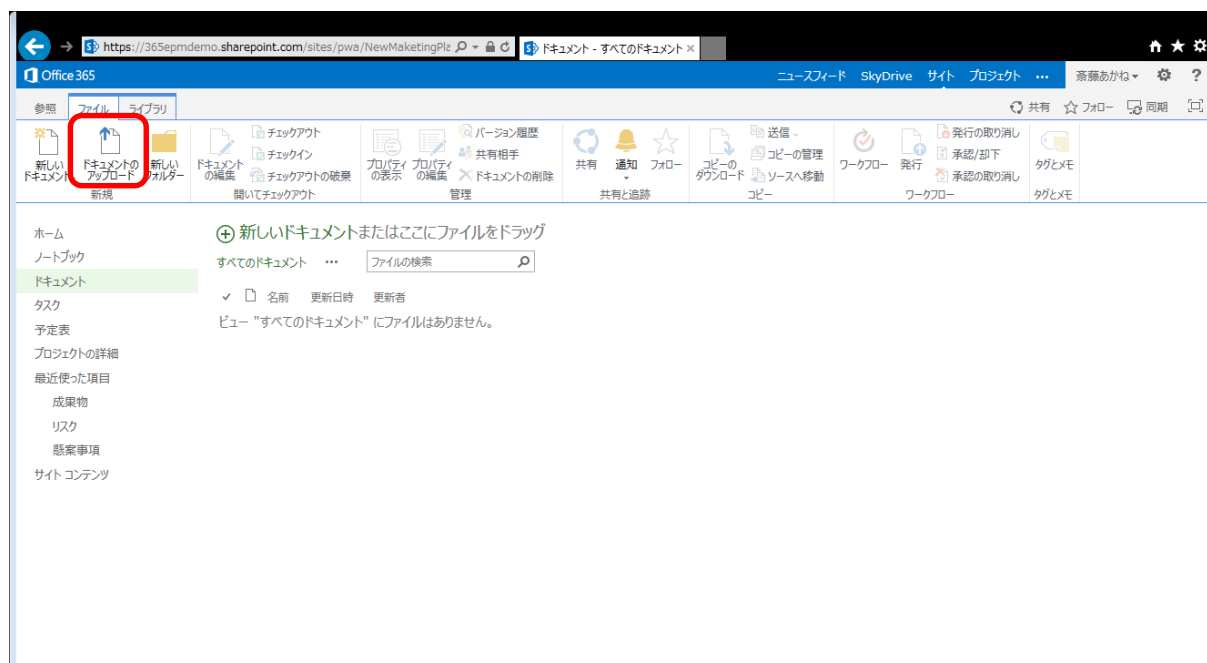 https://365epmdemo.sharepoint.com/sites/pwa/NewMaketingPla
ドキュメント - すべてのドキュメント ×
Office 365
ニュースフィード SkyDrive サイト プロジェクト ••• 斎藤あかね ?
参照 ファイル ライブラリ
共有 フォロー 同期
新しいドキュメント
ドキュメントのアップロード
新しいフォルダー
新規
ドキュメントの編集
チェックアウト
チェックイン
チェックアウトの破棄
開いてチェックアウト
プロパティの表示
プロパティの編集
バージョン履歴
共有相手
ドキュメントの削除
管理
共有
通知
フォロー
共有と追跡
コピーのダウンロード
送信
コピーの管理
ソースへ移動
コピー
ワークフロー
発行
発行の取り消し
承認/却下
承認の取り消し
ワークフロー
タグとメモ
タグとメモ
ホーム
ノートブック
ドキュメント
タスク
予定表
プロジェクトの詳細
最近使った項目
成果物
リスク
懸案事項
サイト コンテンツ
新しいドキュメントまたはここにファイルをドラッグ
すべてのドキュメント ••• ファイルの検索
名前 更新日時 更新者
ビュー "すべてのドキュメント" にファイルはありません。